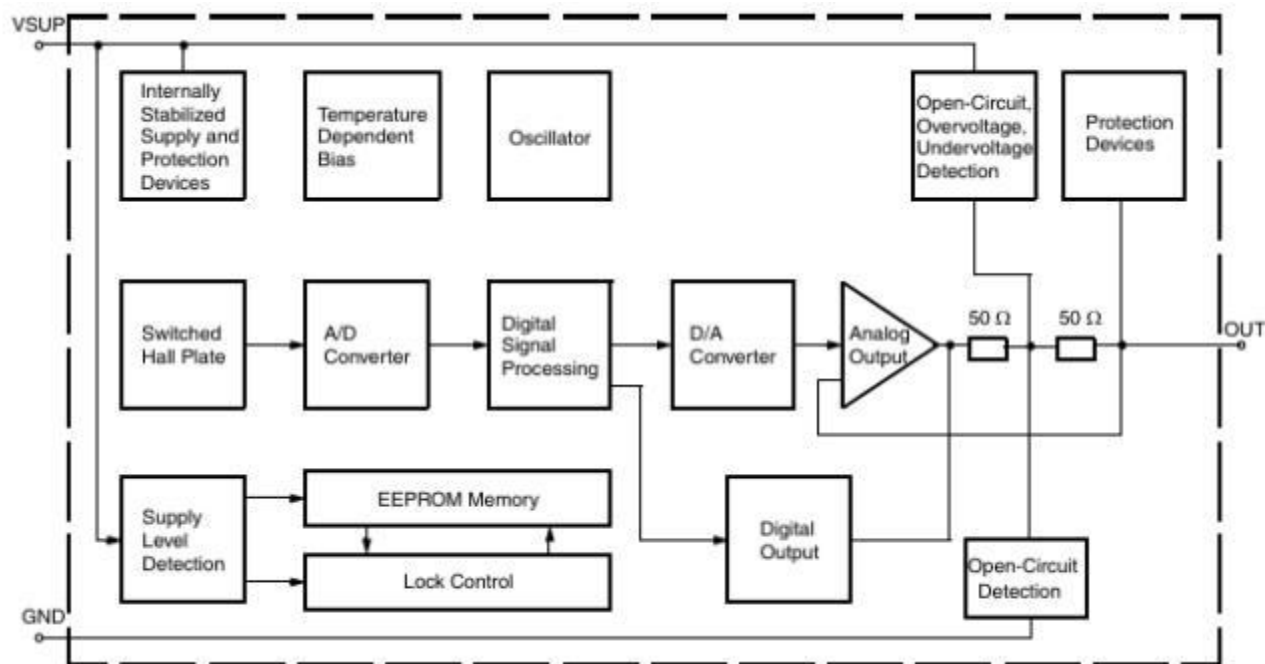 VSUP
Internally
Stabilized
Supply and
Protection
Devices
Temperature
Dependent
Bias
Oscillator
Open-Circuit,
Overvoltage,
Undervoltage
Detection
Protection
Devices
Switched
Hall Plate
A/D
Converter
Digital
Signal
Processing
D/A
Converter
Analog
Output
50 Ω
50 Ω
OUT
Supply
Level
Detection
EEPROM Memory
Lock Control
Digital
Output
Open-Circuit
Detection
GND